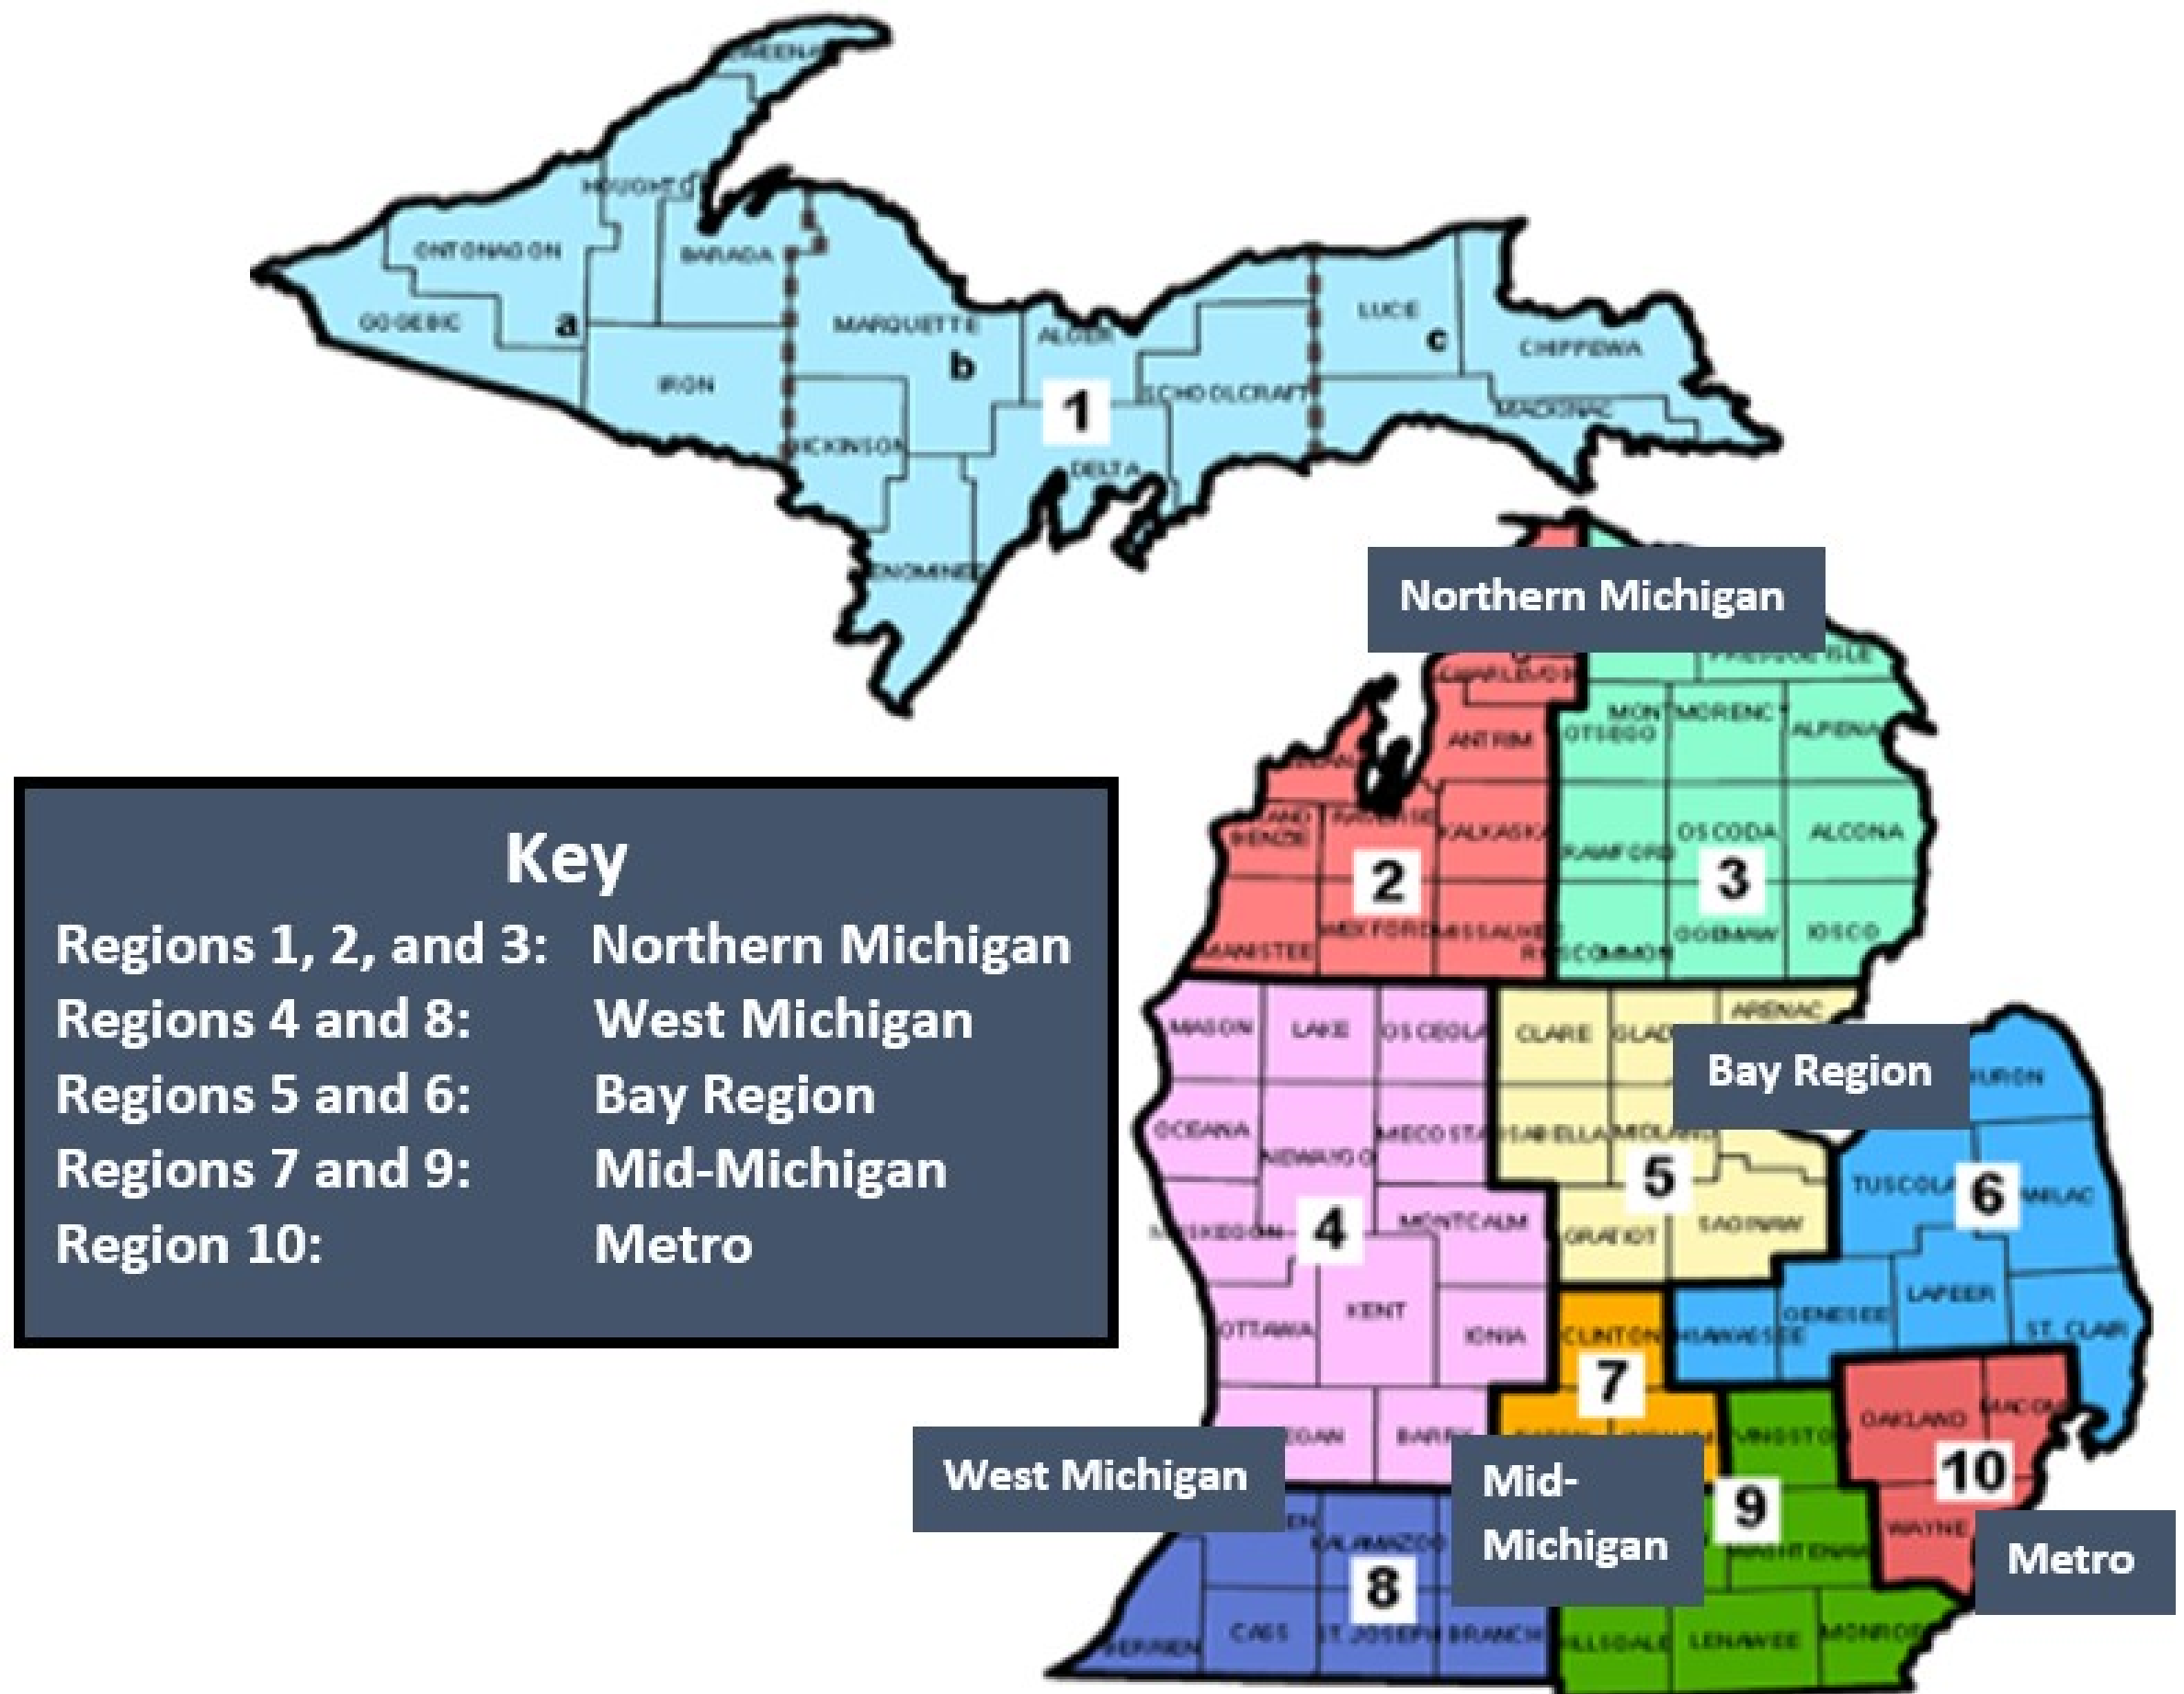 ONTONAGON
BARAGA
GOGEBIC
a
MARQUETTE
b
ALGER
LUCE
c
CHIPPEWA
IRON
1
SCHOOLCRAFT
MACKINAC
DELTA
Northern Michigan
CHARLEVOIX
ANTRIM
OTSEGO
ALPENA
KALKASKA
OSCODA
ALCONA
2
3
MANISTEE
WEXFORD
OGEMAW
IOSCO
Key
Regions 1, 2, and 3: Northern Michigan
Regions 4 and 8: West Michigan
Regions 5 and 6: Bay Region
Regions 7 and 9: Mid-Michigan
Region 10: Metro
MASON
LAKE
OSCEOLA
CLARE
GLAD
ARENAC
Bay Region
OCEANA
NEWAYGO
MECOSTA
5
6
4
MONTCALM
GRATIOT
SAGINAW
KENT
OTTAWA
IONIA
CLINTON
GENESEE
LAPEER
ST. CLAIR
7
OAKLAND
BARRY
West Michigan
Mid-
Michigan
9
10
WAYNE
Metro
KALAMAZOO
8
CASS
ST. JOSEPH
BRANCH
LENAWEE
MONROE